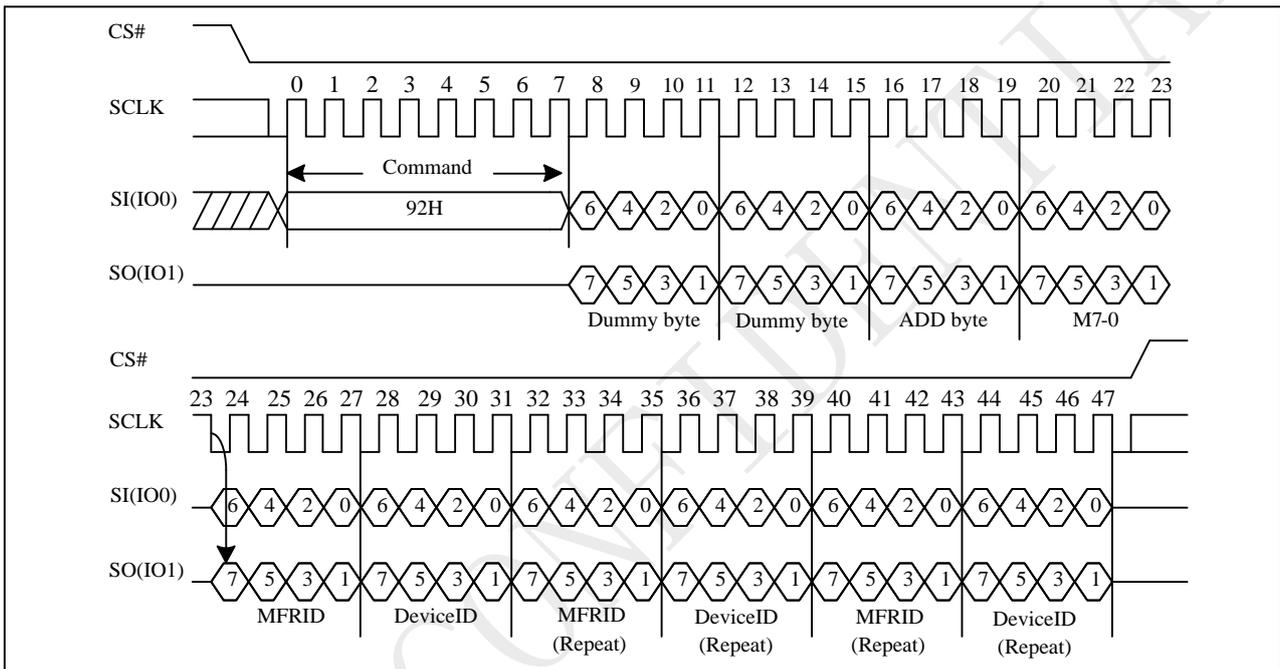 CS#
0 1 2 3 4 5 6 7 8 9 10 11 12 13 14 15 16 17 18 19 20 21 22 23
SCLK
Command
SI(IO0)
92H
6 4 2 0 6 4 2 0 6 4 2 0 6 4 2 0
SO(IO1)
7 5 3 1 7 5 3 1 7 5 3 1 7 5 3 1
Dummy byte Dummy byte ADD byte M7-0
CS#
23 24 25 26 27 28 29 30 31 32 33 34 35 36 37 38 39 40 41 42 43 44 45 46 47
SCLK
SI(IO0)
6 4 2 0 6 4 2 0 6 4 2 0 6 4 2 0 6 4 2 0 6 4 2 0
SO(IO1)
7 5 3 1 7 5 3 1 7 5 3 1 7 5 3 1 7 5 3 1 7 5 3 1
MFRID DeviceID MFRID DeviceID MFRID DeviceID
(Repeat) (Repeat) (Repeat) (Repeat)
CONFIDENTIA